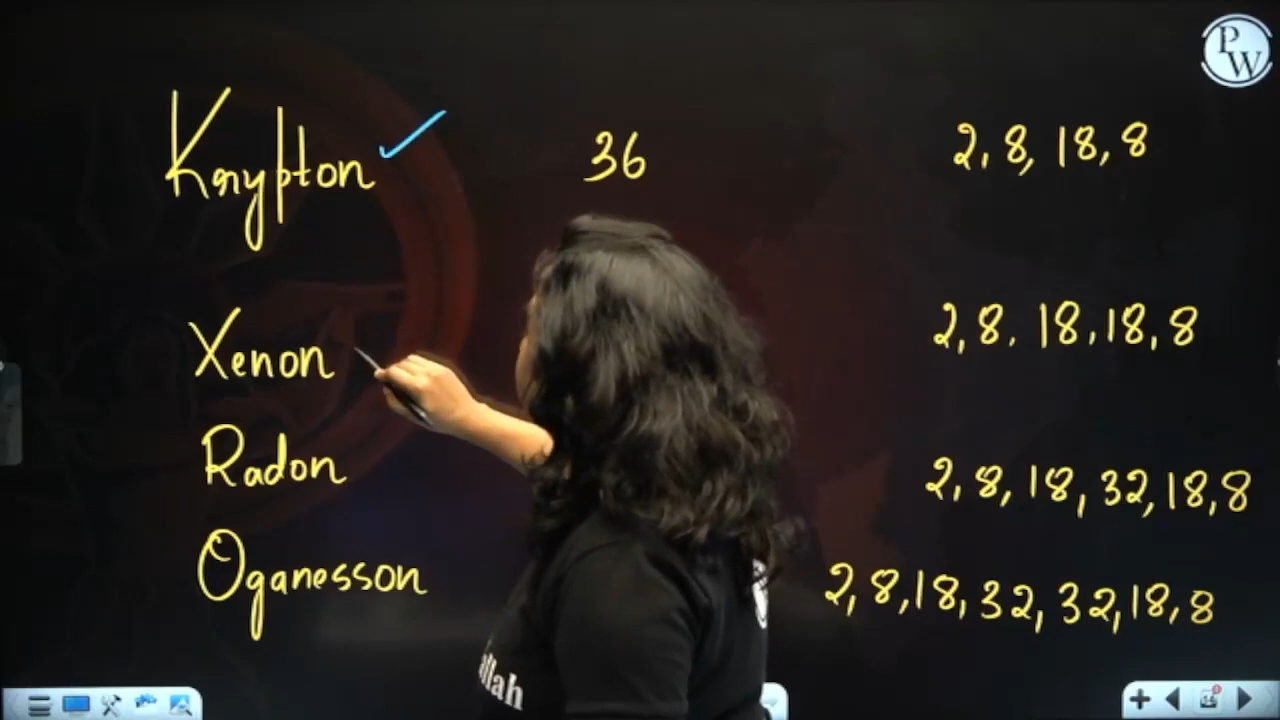 PW
Krypton 36 2, 8, 18, 8
Xenon 2, 8. 18, 18, 8
Radon 2, 8, 18, 32, 18, 8
Oganesson 2, 8, 18, 32, 32, 18, 8
allah